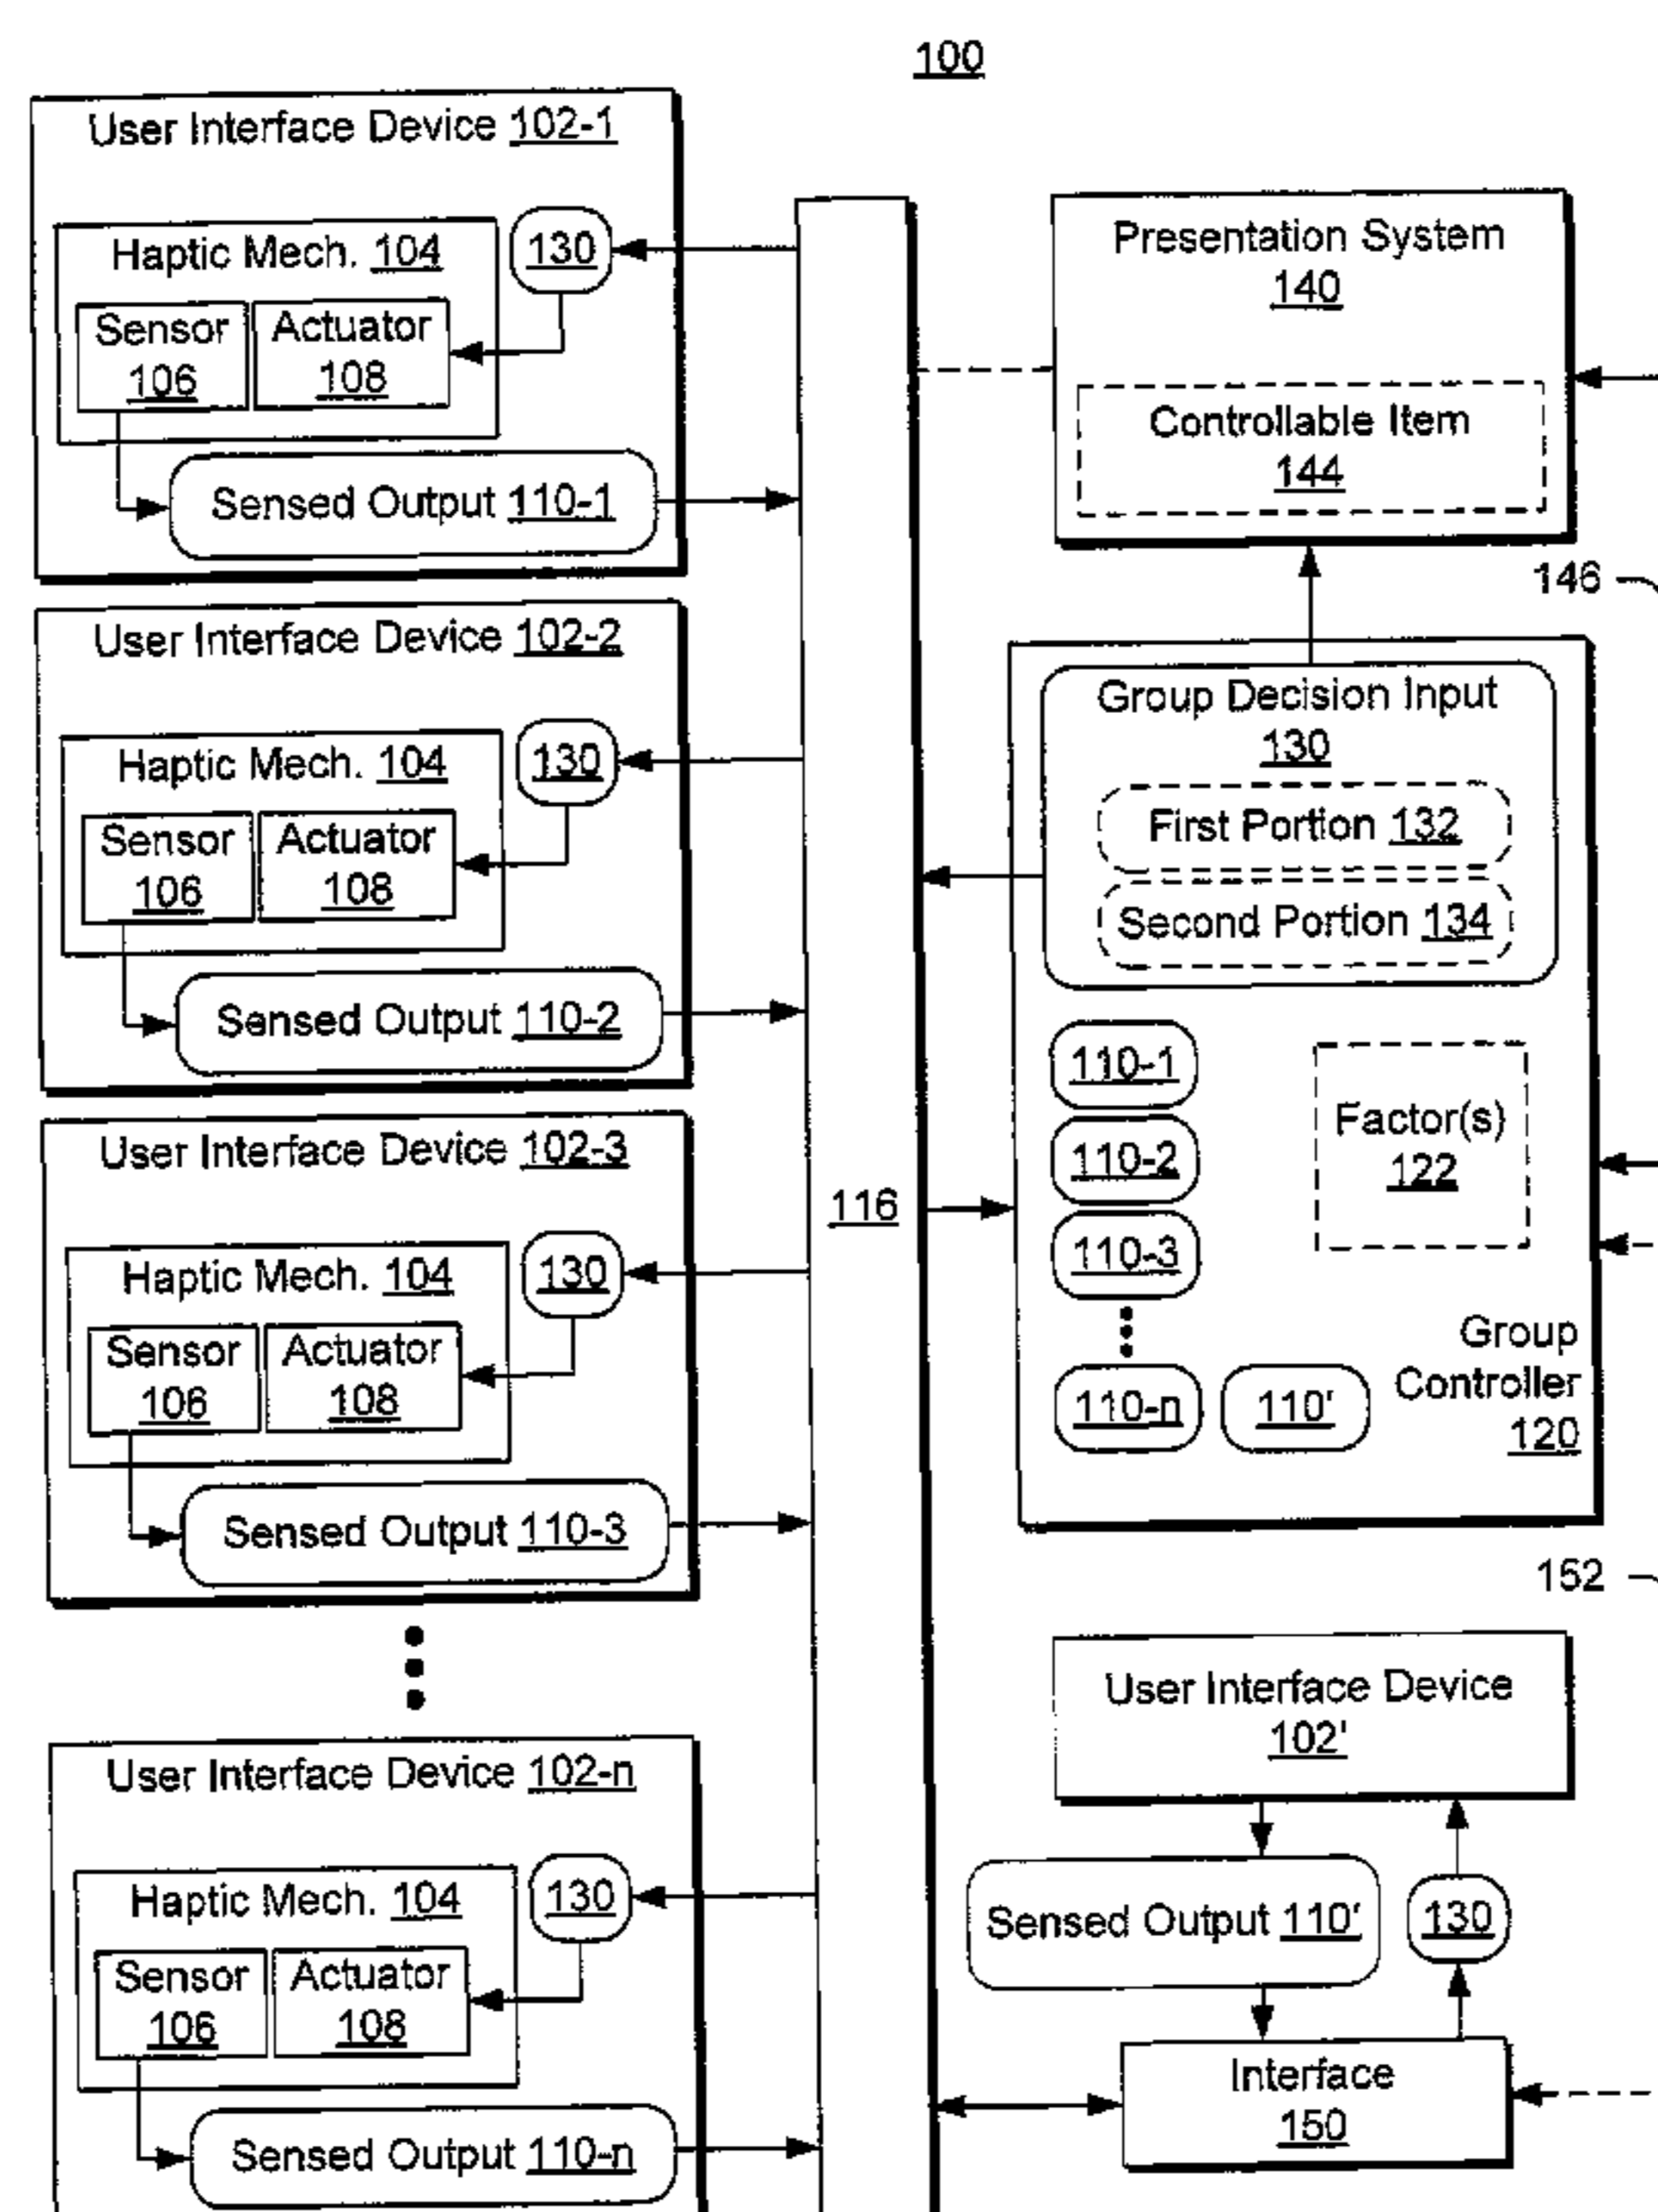 100
User Interface Device 102-1
Haptic Mech. 104
130
Sensor
106
Actuator
108
Sensed Output 110-1
User Interface Device 102-2
Haptic Mech. 104
130
Sensor
106
Actuator
108
Sensed Output 110-2
User Interface Device 102-3
Haptic Mech. 104
130
Sensor
106
Actuator
108
Sensed Output 110-3
User Interface Device 102-n
Haptic Mech. 104
130
Sensor
106
Actuator
108
Sensed Output 110-n
116
Presentation System
140
Controllable Item
144
146
Group Decision Input
130
First Portion 132
Second Portion 134
110-1
110-2
110-3
110-n
110'
Factor(s)
122
Group
Controller
120
152
User Interface Device
102'
Sensed Output 110'
130
Interface
150